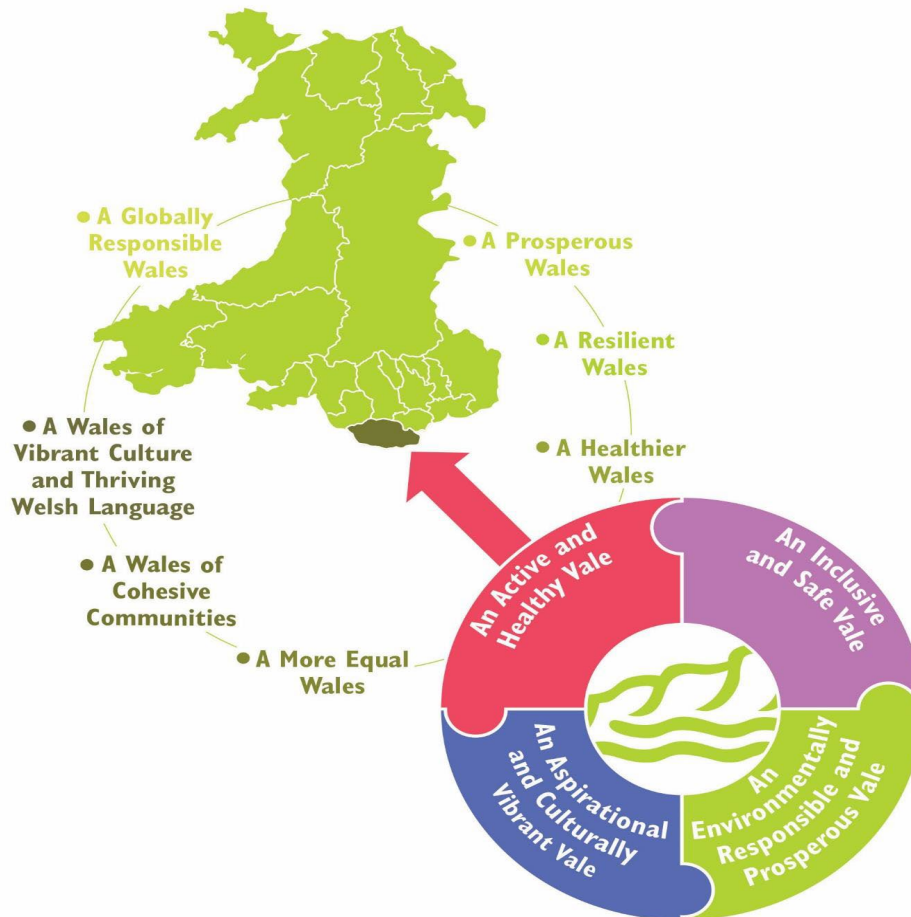 • A Globally
Responsible
Wales
• A Prosperous
Wales
• A Resilient
Wales
• A Healthier
Wales
• A Wales of
Vibrant Culture
and Thriving
Welsh Language
• A Wales of
Cohesive
Communities
• A More Equal
Wales
An Active and
Healthy Vale
An Inclusive
and Safe Vale
An Aspirational
and Culturally
Vibrant Vale
An
Environmentally
Responsible and
Prosperous Vale